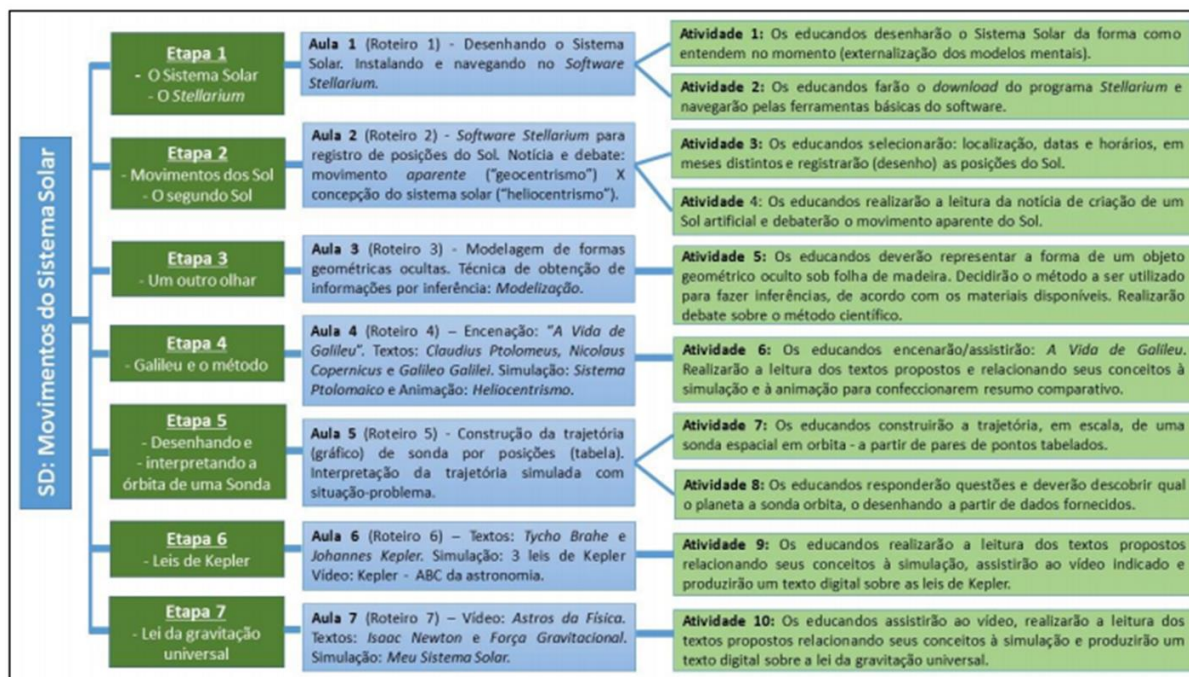 SD: Movimentos do Sistema Solar
Etapa 1
- O Sistema Solar
- O Stellarium
Aula 1 (Roteiro 1) - Desenhando o Sistema
Solar. Instalando e navegando no Software
Stellarium.
Atividade 1: Os educandos desenharão o Sistema Solar da forma como
entendem no momento (externalização dos modelos mentais).
Atividade 2: Os educandos farão o download do programa Stellarium e
navegarão pelas ferramentas básicas do software.
Etapa 2
- Movimentos dos Sol
- O segundo Sol
Aula 2 (Roteiro 2) - Software Stellarium para
registro de posições do Sol. Notícia e debate:
movimento aparente ("geocentrismo") X
concepção do sistema solar ("heliocentrismo").
Atividade 3: Os educandos selecionarão: localização, datas e horários, em
meses distintos e registrarão (desenho) as posições do Sol.
Atividade 4: Os educandos realizarão a leitura da notícia de criação de um
Sol artificial e debaterão o movimento aparente do Sol.
Etapa 3
- Um outro olhar
Aula 3 (Roteiro 3) - Modelagem de formas
geométricas ocultas. Técnica de obtenção de
informações por inferência: Modelização.
Atividade 5: Os educandos deverão representar a forma de um objeto
geométrico oculto sob folha de madeira. Decidirão o método a ser utilizado
para fazer inferências, de acordo com os materiais disponíveis. Realizarão
debate sobre o método científico.
Etapa 4
- Galileu e o método
Aula 4 (Roteiro 4) – Encenação: "A Vida de
Galileu". Textos: Claudius Ptolomeus, Nicolaus
Copernicus e Galileo Galilei. Simulação: Sistema
Ptolomaico e Animação: Heliocentrismo.
Atividade 6: Os educandos encenarão/assistirão: A Vida de Galileu.
Realizarão a leitura dos textos propostos e relacionando seus conceitos à
simulação e à animação para confeccionarem resumo comparativo.
Etapa 5
- Desenhando e
- interpretando a
órbita de uma Sonda
Aula 5 (Roteiro 5) - Construção da trajetória
(gráfico) de sonda por posições (tabela).
Interpretação da trajetória simulada com
situação-problema.
Atividade 7: Os educandos construirão a trajetória, em escala, de uma
sonda espacial em orbita - a partir de pares de pontos tabelados.
Atividade 8: Os educandos responderão questões e deverão descobrir qual
o planeta a sonda orbita, o desenhando a partir de dados fornecidos.
Etapa 6
- Leis de Kepler
Aula 6 (Roteiro 6) – Textos: Tycho Brahe e
Johannes Kepler. Simulação: 3 leis de Kepler
Vídeo: Kepler - ABC da astronomia.
Atividade 9: Os educandos realizarão a leitura dos textos propostos
relacionando seus conceitos à simulação, assistirão ao vídeo indicado e
produzirão um texto digital sobre as leis de Kepler.
Etapa 7
- Lei da gravitação
universal
Aula 7 (Roteiro 7) – Vídeo: Astros da Física.
Textos: Isaac Newton e Força Gravitacional.
Simulação: Meu Sistema Solar.
Atividade 10: Os educandos assistirão ao vídeo, realizarão a leitura dos
textos propostos relacionando seus conceitos à simulação e produzirão um
texto digital sobre a lei da gravitação universal.